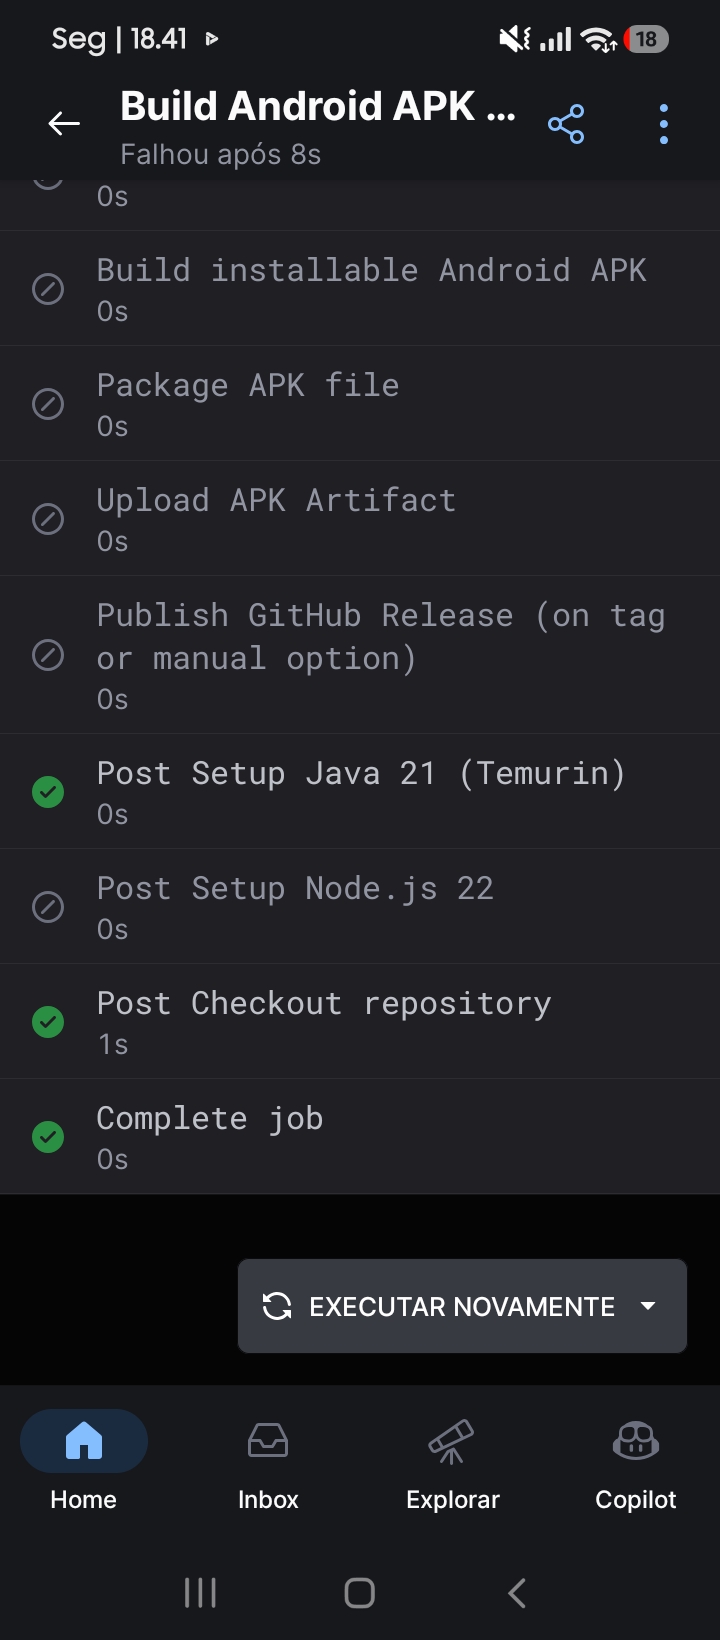 Seg | 18.41
18
Build Android APK ...
Falhou após 8s
0s
Build installable Android APK
0s
Package APK file
0s
Upload APK Artifact
0s
Publish GitHub Release (on tag
or manual option)
0s
Post Setup Java 21 (Temurin)
0s
Post Setup Node.js 22
0s
Post Checkout repository
1s
Complete job
0s
EXECUTAR NOVAMENTE
Home Inbox Explorar Copilot